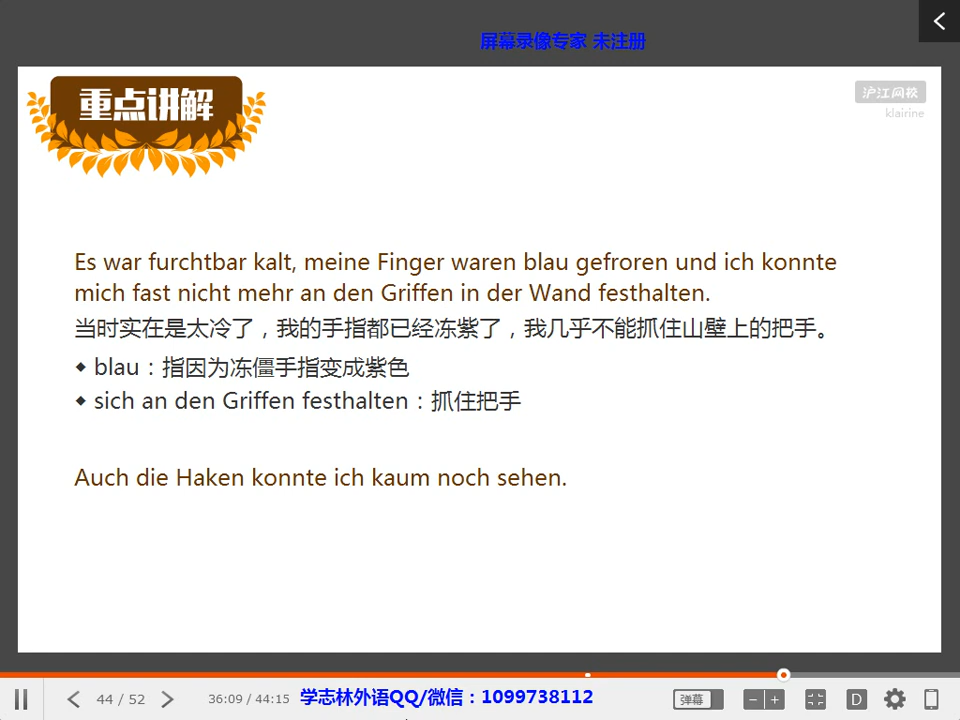 屏幕录像专家 未注册
重点讲解
沪江网校
klairine
Es war furchtbar kalt, meine Finger waren blau gefroren und ich konnte
mich fast nicht mehr an den Griffen in der Wand festhalten.
当时实在是太冷了，我的手指都已经冻紫了，我几乎不能抓住山壁上的把手。
◆ blau：指因为冻僵手指变成紫色
◆ sich an den Griffen festhalten：抓住把手
Auch die Haken konnte ich kaum noch sehen.
44 / 52
36:09 / 44:15
学志林外语QQ/微信：1099738112
弹幕
D